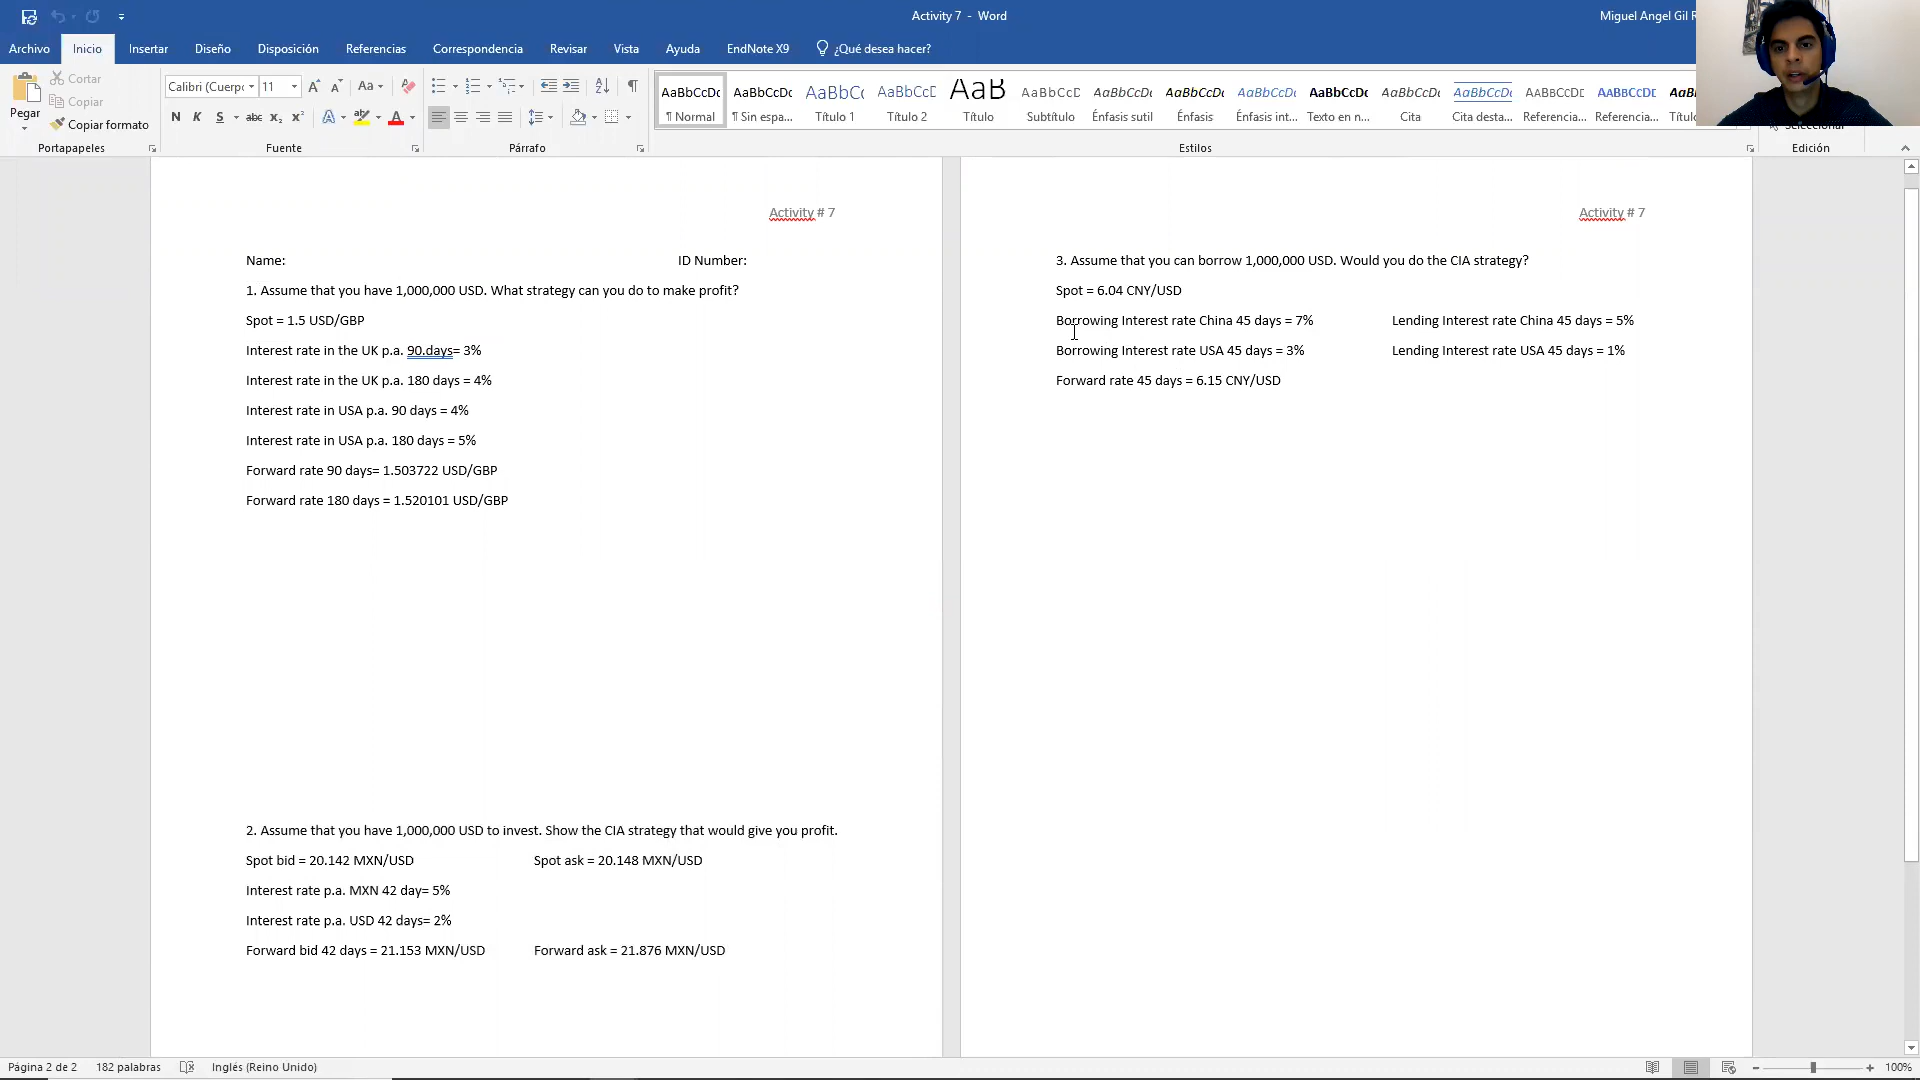 Activity 7 - Word
Miguel Angel Gil R
Archivo Inicio Insertar Diseño Disposición Referencias Correspondencia Revisar Vista Ayuda EndNote X9 ¿Qué desea hacer?
Pegar
Cortar
Copiar
Copiar formato
Portapapeles
Calibri (Cuerpo 11
N K S abc x₂ x²
Fuente
Párrafo
AaBbCcDc AaBbCcDc AaBbC( AaBbCcD AaB AaBbCcD AaBbCcDc AaBbCcDc AaBbCcDc AaBbCcDc AaBbCcDc AaBbCcDc AABBCCDE AABBCCDE
¶ Normal ¶ Sin espa... Título 1 Título 2 Título Subtítulo Énfasis sutil Énfasis Énfasis int... Texto en n... Cita Cita desta... Referencia... Referencia...
Estilos
Seleccionar
Edición
Activity # 7
Name: ID Number:
1. Assume that you have 1,000,000 USD. What strategy can you do to make profit?
Spot = 1.5 USD/GBP
Interest rate in the UK p.a. 90.days= 3%
Interest rate in the UK p.a. 180 days = 4%
Interest rate in USA p.a. 90 days = 4%
Interest rate in USA p.a. 180 days = 5%
Forward rate 90 days= 1.503722 USD/GBP
Forward rate 180 days = 1.520101 USD/GBP
2. Assume that you have 1,000,000 USD to invest. Show the CIA strategy that would give you profit.
Spot bid = 20.142 MXN/USD Spot ask = 20.148 MXN/USD
Interest rate p.a. MXN 42 day= 5%
Interest rate p.a. USD 42 days= 2%
Forward bid 42 days = 21.153 MXN/USD Forward ask = 21.876 MXN/USD
Activity # 7
3. Assume that you can borrow 1,000,000 USD. Would you do the CIA strategy?
Spot = 6.04 CNY/USD
Borrowing Interest rate China 45 days = 7% Lending Interest rate China 45 days = 5%
Borrowing Interest rate USA 45 days = 3% Lending Interest rate USA 45 days = 1%
Forward rate 45 days = 6.15 CNY/USD
Página 2 de 2 182 palabras Inglés (Reino Unido)
100%